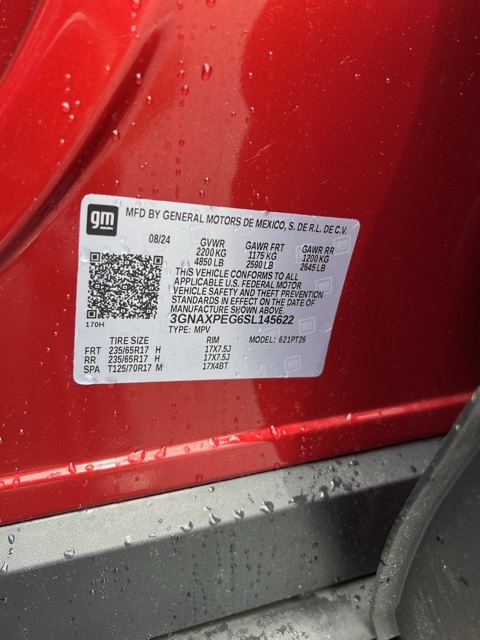 gm MFD BY GENERAL MOTORS DE MEXICO, S. DE R.L. DE C.V.
08/24 GVWR GAWR FRT GAWR RR
2200 KG 1175 KG 1200 KG
4850 LB 2590 LB 2645 LB
THIS VEHICLE CONFORMS TO ALL
APPLICABLE U.S. FEDERAL MOTOR
VEHICLE SAFETY AND THEFT PREVENTION
STANDARDS IN EFFECT ON THE DATE OF
MANUFACTURE SHOWN ABOVE.
3GNAXPEG6SL145622
170H
TYPE: MPV MODEL: 621PT26
TIRE SIZE RIM
FRT 235/65R17 H 17X7.5J
RR 235/65R17 H 17X7.5J
SPA T125/70R17 M 17X4BT